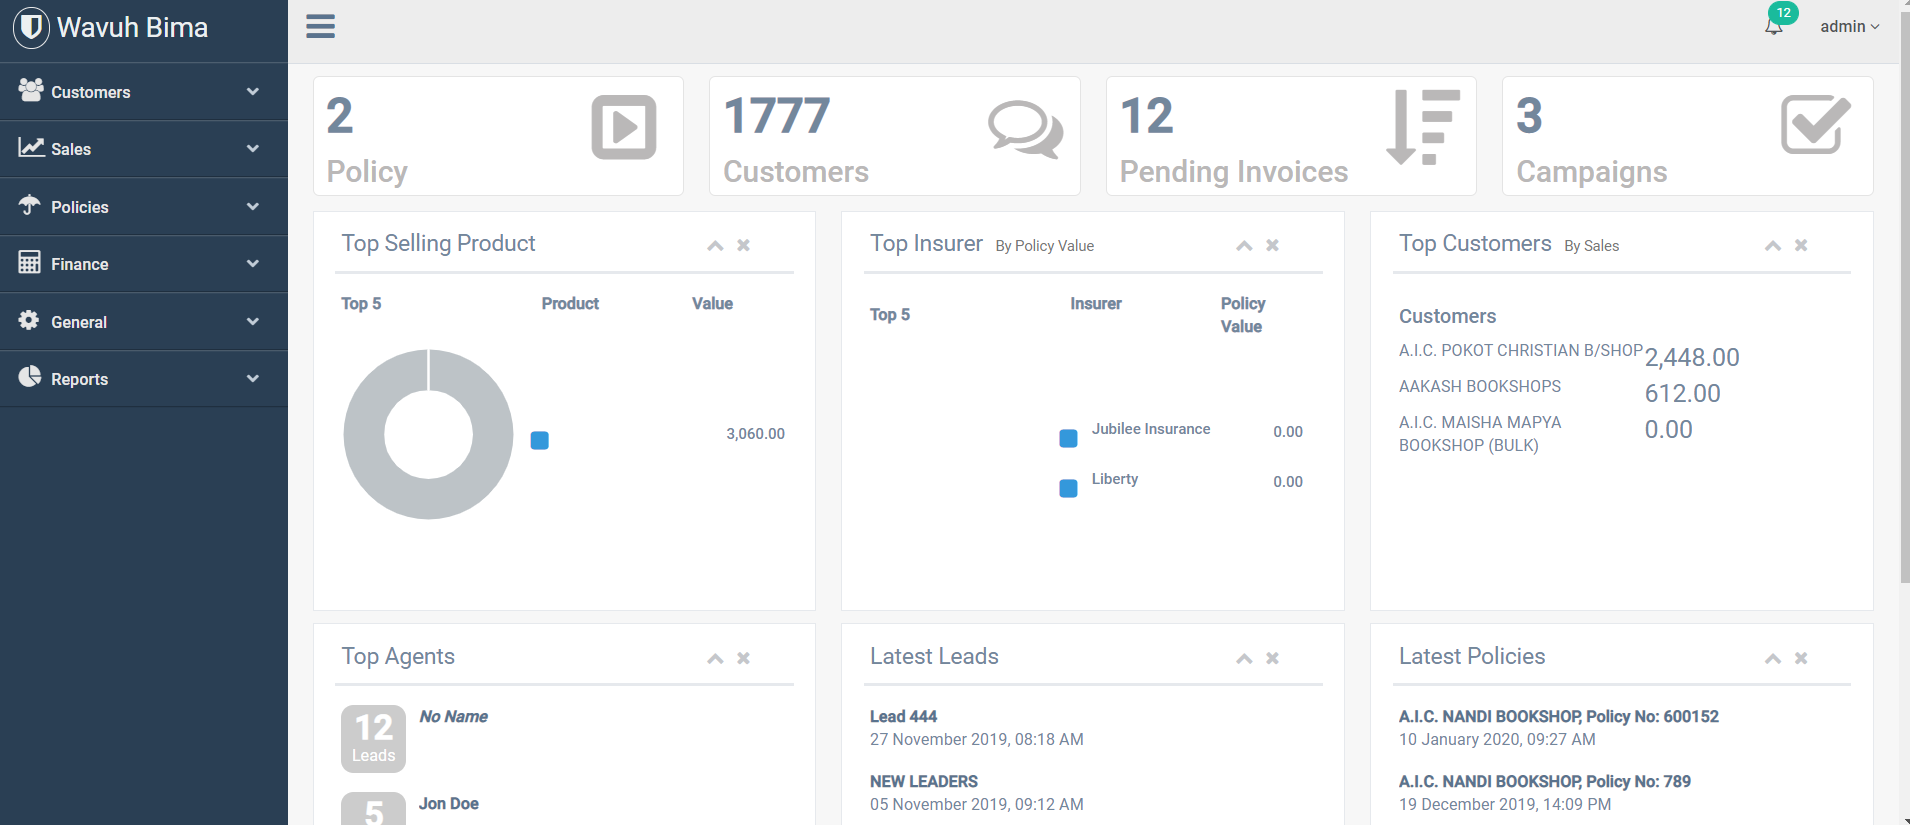 Wavuh Bima
12
admin
Customers
Sales
Policies
Finance
General
Reports
2
Policy
1777
Customers
12
Pending Invoices
3
Campaigns
Top Selling Product
Top 5 Product Value
3,060.00
Top Insurer By Policy Value
Top 5 Insurer Policy
Value
Jubilee Insurance 0.00
Liberty 0.00
Top Customers By Sales
Customers
A.I.C. POKOT CHRISTIAN B/SHOP 2,448.00
AAKASH BOOKSHOPS 612.00
A.I.C. MAISHA MAPYA 0.00
BOOKSHOP (BULK)
Top Agents
12 No Name
Leads
5 Jon Doe
Latest Leads
Lead 444
27 November 2019, 08:18 AM
NEW LEADERS
05 November 2019, 09:12 AM
Latest Policies
A.I.C. NANDI BOOKSHOP, Policy No: 600152
10 January 2020, 09:27 AM
A.I.C. NANDI BOOKSHOP, Policy No: 789
19 December 2019, 14:09 PM